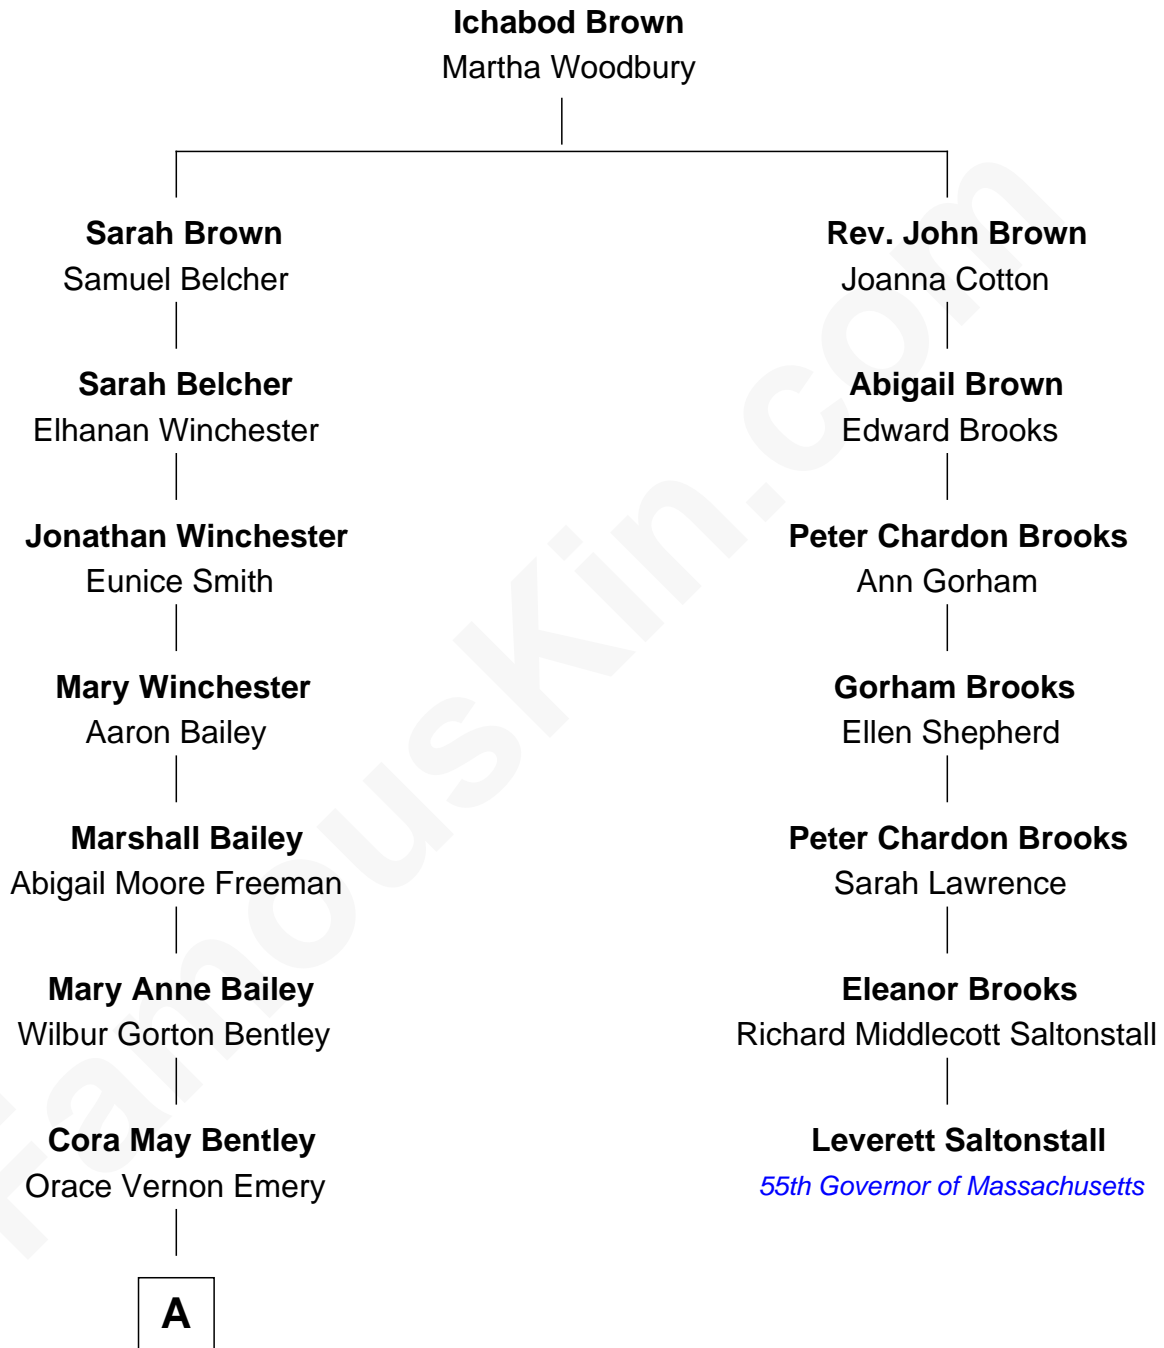 Ichabod Brown
Martha Woodbury
Sarah Brown
Samuel Belcher
Rev. John Brown
Joanna Cotton
Sarah Belcher
Elhanan Winchester
Abigail Brown
Edward Brooks
Jonathan Winchester
Eunice Smith
Peter Chardon Brooks
Ann Gorham
Mary Winchester
Aaron Bailey
Gorham Brooks
Ellen Shepherd
Marshall Bailey
Abigail Moore Freeman
Peter Chardon Brooks
Sarah Lawrence
Mary Anne Bailey
Wilbur Gorton Bentley
Eleanor Brooks
Richard Middlecott Saltonstall
Cora May Bentley
Orace Vernon Emery
Leverett Saltonstall
55th Governor of Massachusetts
A
FamousKin.com